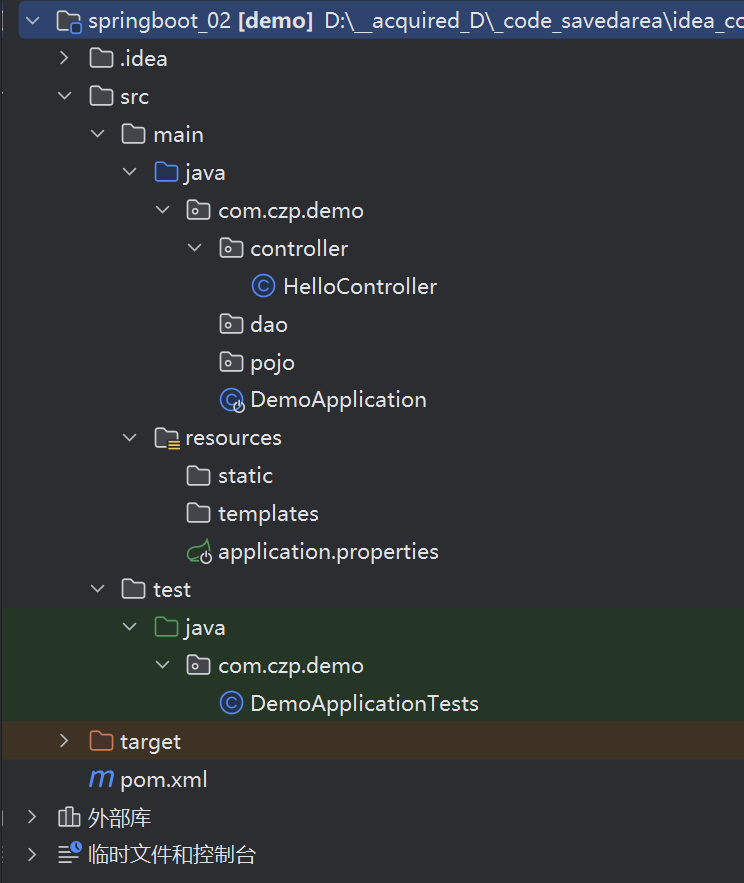 springboot_02 [demo] D:\__acquired_D\_code_savedarea\idea_co
.idea
src
main
java
com.czp.demo
controller
HelloController
dao
pojo
DemoApplication
resources
static
templates
application.properties
test
java
com.czp.demo
DemoApplicationTests
target
pom.xml
外部库
临时文件和控制台